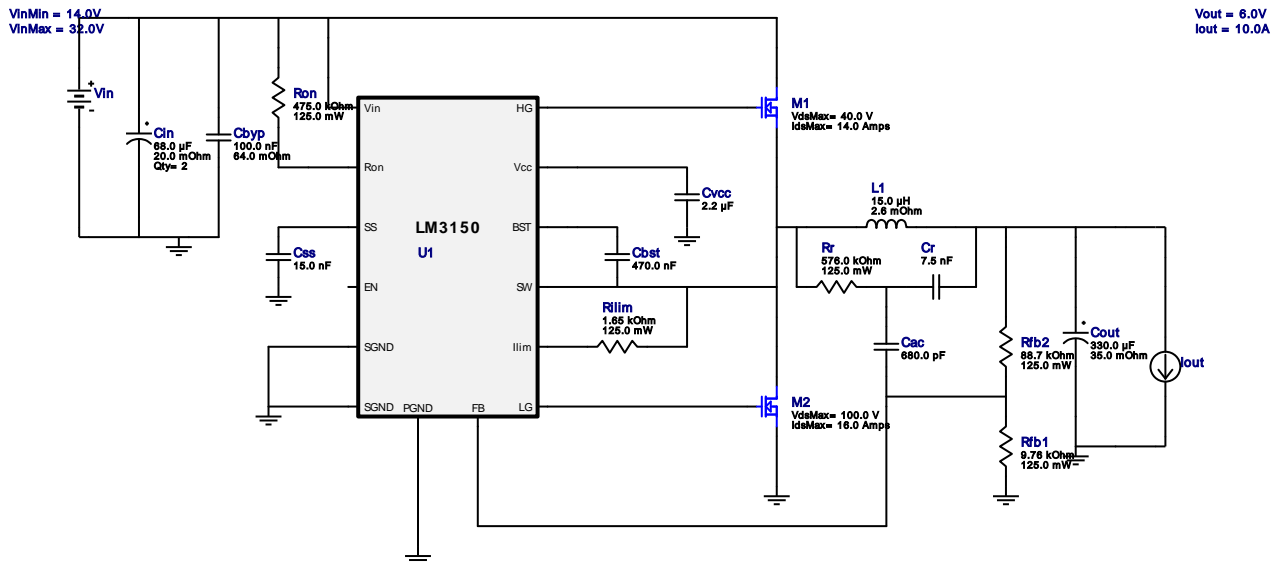 VinMin = 14.0V
VinMax = 32.0V
Vout = 6.0V
Iout = 10.0A
Vin
Cin
68.0 µF
20.0 mOhm
Qty= 2
Cbyp
100.0 nF
64.0 mOhm
Ron
475.0 kOhm
125.0 mW
Css
15.0 nF
Vin
Ron
SS
EN
SGND
SGND
PGND
FB
LM3150
U1
HG
Vcc
BST
SW
Ilim
LG
Cvcc
2.2 µF
Cbst
470.0 nF
Rilim
1.65 kOhm
125.0 mW
M1
VdsMax= 40.0 V
IdsMax= 14.0 Amps
M2
VdsMax= 100.0 V
IdsMax= 16.0 Amps
L1
15.0 µH
2.6 mOhm
Rr
576.0 kOhm
125.0 mW
Cr
7.5 nF
Cac
680.0 pF
Rfb2
88.7 kOhm
125.0 mW
Rfb1
9.76 kOhm
125.0 mW
Cout
330.0 µF
35.0 mOhm
Iout